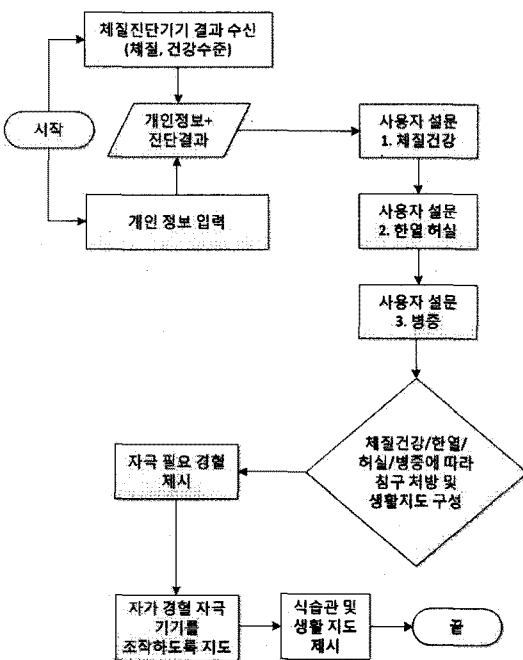 체질진단기기 결과 수신
(체질, 건강수준)
시작
개인정보+
진단결과
사용자 설문
1. 체질건강
개인 정보 입력
사용자 설문
2. 한열 허실
사용자 설문
3. 병증
체질건강/한열/
허실/병증에 따라
침구 처방 및
생활지도 구성
자극 필요 경혈
제시
자가 경혈 자극
기기를
조작하도록 지도
식습관 및
생활 지도
제시
끝